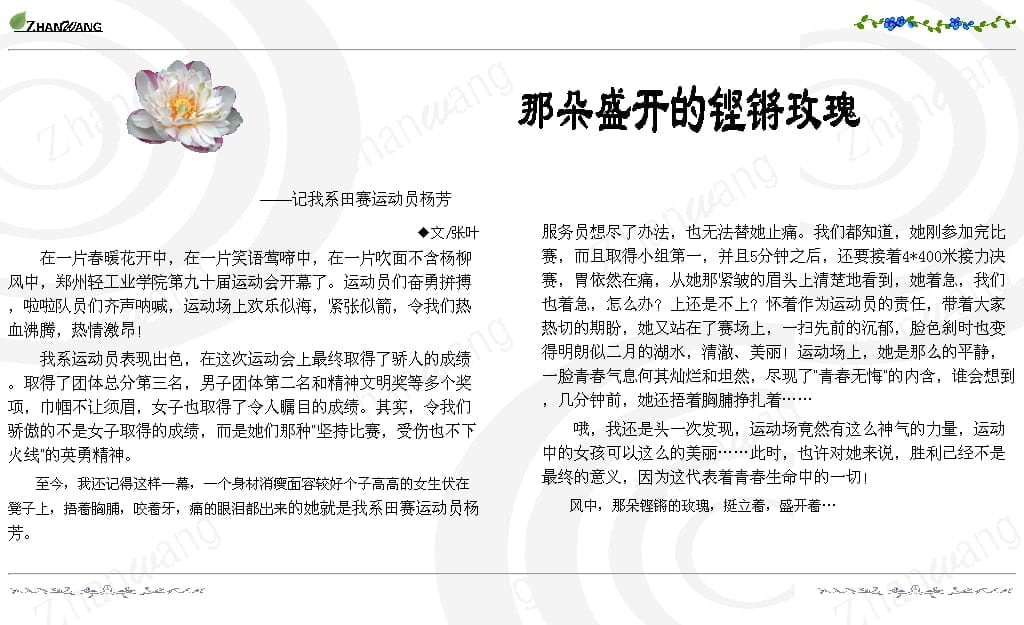 ZHANWANG
那朵盛开的铿锵玫瑰
——记我系田赛运动员杨芳
◆文/张叶
在一片春暖花开中，在一片笑语莺啼中，在一片吹面不含杨柳
风中，郑州轻工业学院第九十届运动会开幕了。运动员们奋勇拼搏
，啦啦队员们齐声呐喊，运动场上欢乐似海，紧张似箭，令我们热
血沸腾，热情激昂！
我系运动员表现出色，在这次运动会上最终取得了骄人的成绩
。取得了团体总分第三名，男子团体第二名和精神文明奖等多个奖
项，巾帼不让须眉，女子也取得了令人瞩目的成绩。其实，令我们
骄傲的不是女子取得的成绩，而是她们那种"坚持比赛，受伤也不下
火线"的英勇精神。
至今，我还记得这样一幕，一个身材消瘦面容较好个子高高的女生伏在
凳子上，捂着胸脯，咬着牙，痛的眼泪都出来的她就是我系田赛运动员杨
芳。
服务员想尽了办法，也无法替她止痛。我们都知道，她刚参加完比
赛，而且取得小组第一，并且5分钟之后，还要接着4*400米接力决
赛，胃依然在痛，从她那紧皱的眉头上清楚地看到，她着急，我们
也着急，怎么办？上还是不上？怀着作为运动员的责任，带着大家
热切的期盼，她又站在了赛场上，一扫先前的沉郁，脸色刹时也变
得明朗似二月的湖水，清澈、美丽！运动场上，她是那么的平静，
一脸青春气息何其灿烂和坦然，尽现了"青春无悔"的内含，谁会想到
，几分钟前，她还捂着胸脯挣扎着……
哦，我还是头一次发现，运动场竟然有这么神气的力量，运动
中的女孩可以这么的美丽……此时，也许对她来说，胜利已经不是
最终的意义，因为这代表着青春生命中的一切！
风中，那朵铿锵的玫瑰，挺立着，盛开着…